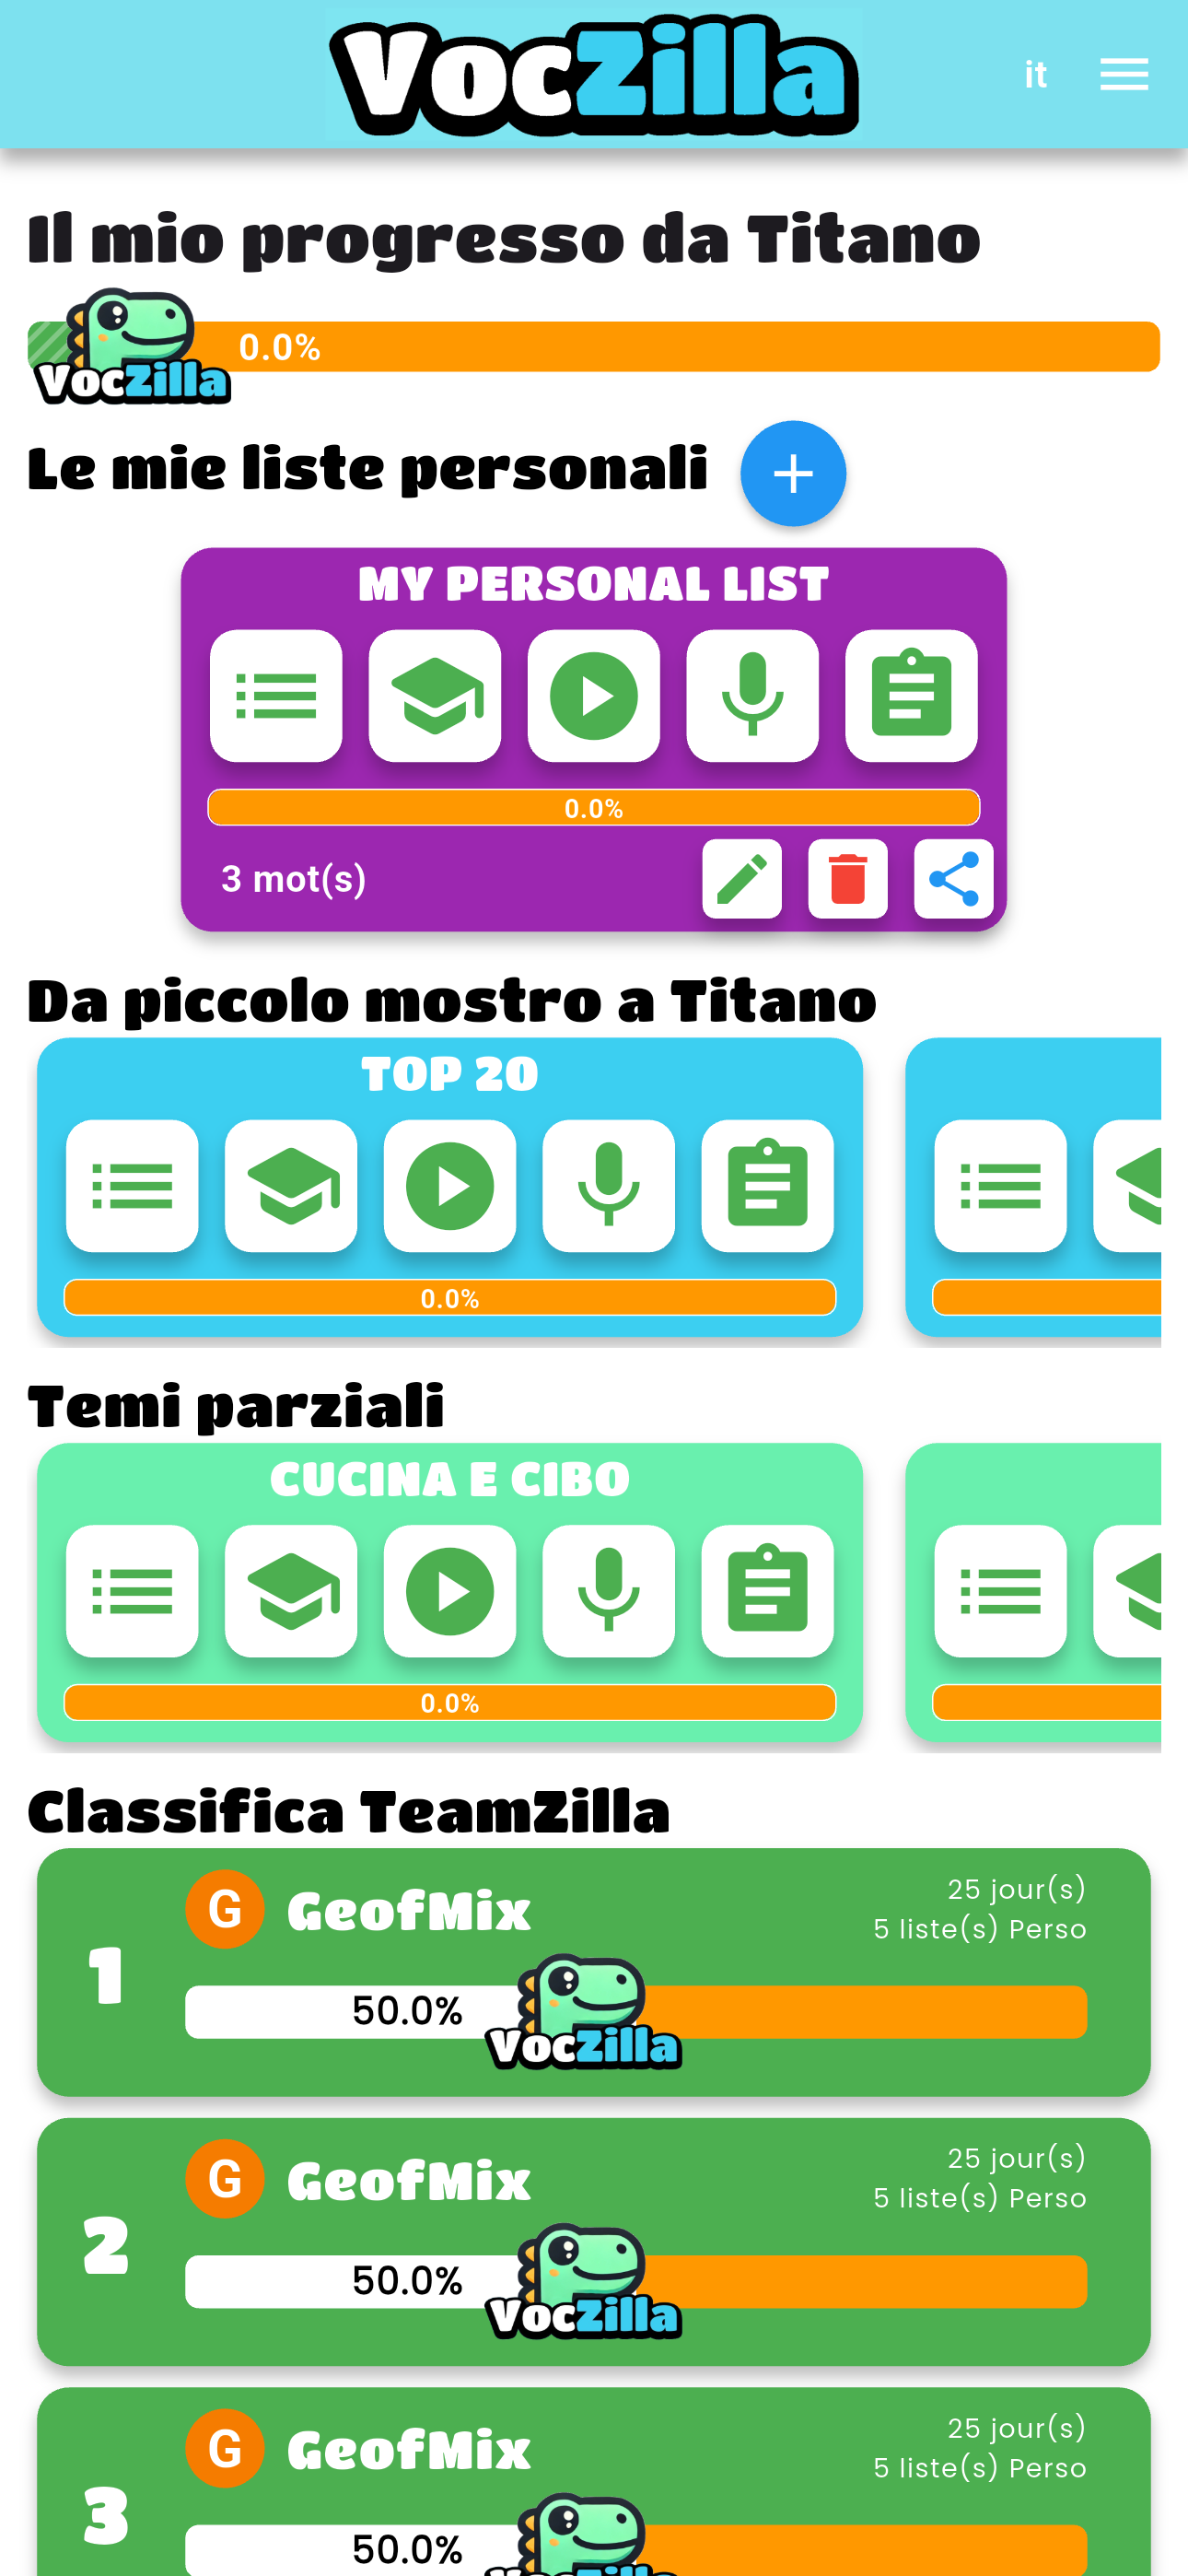 VocZilla
it
Il mio progresso da Titano
0.0%
VocZilla
Le mie liste personali
MY PERSONAL LIST
0.0%
3 mot(s)
Da piccolo mostro a Titano
TOP 20
0.0%
Temi parziali
CUCINA E CIBO
0.0%
Classifica TeamZilla
1
G
GeofMix
25 jour(s)
5 liste(s) Perso
50.0%
VocZilla
2
G
GeofMix
25 jour(s)
5 liste(s) Perso
50.0%
VocZilla
3
G
GeofMix
25 jour(s)
5 liste(s) Perso
50.0%